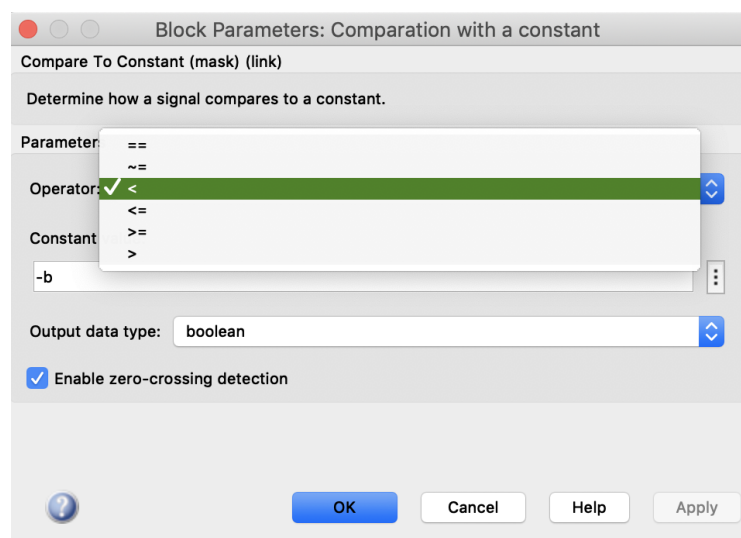 Block Parameters: Comparation with a constant
Compare To Constant (mask) (link)
Determine how a signal compares to a constant.
Parameter
==
~=
Operator: <
<=
Constant
>=
>
-b
Output data type: boolean
Enable zero-crossing detection
? OK Cancel Help Apply